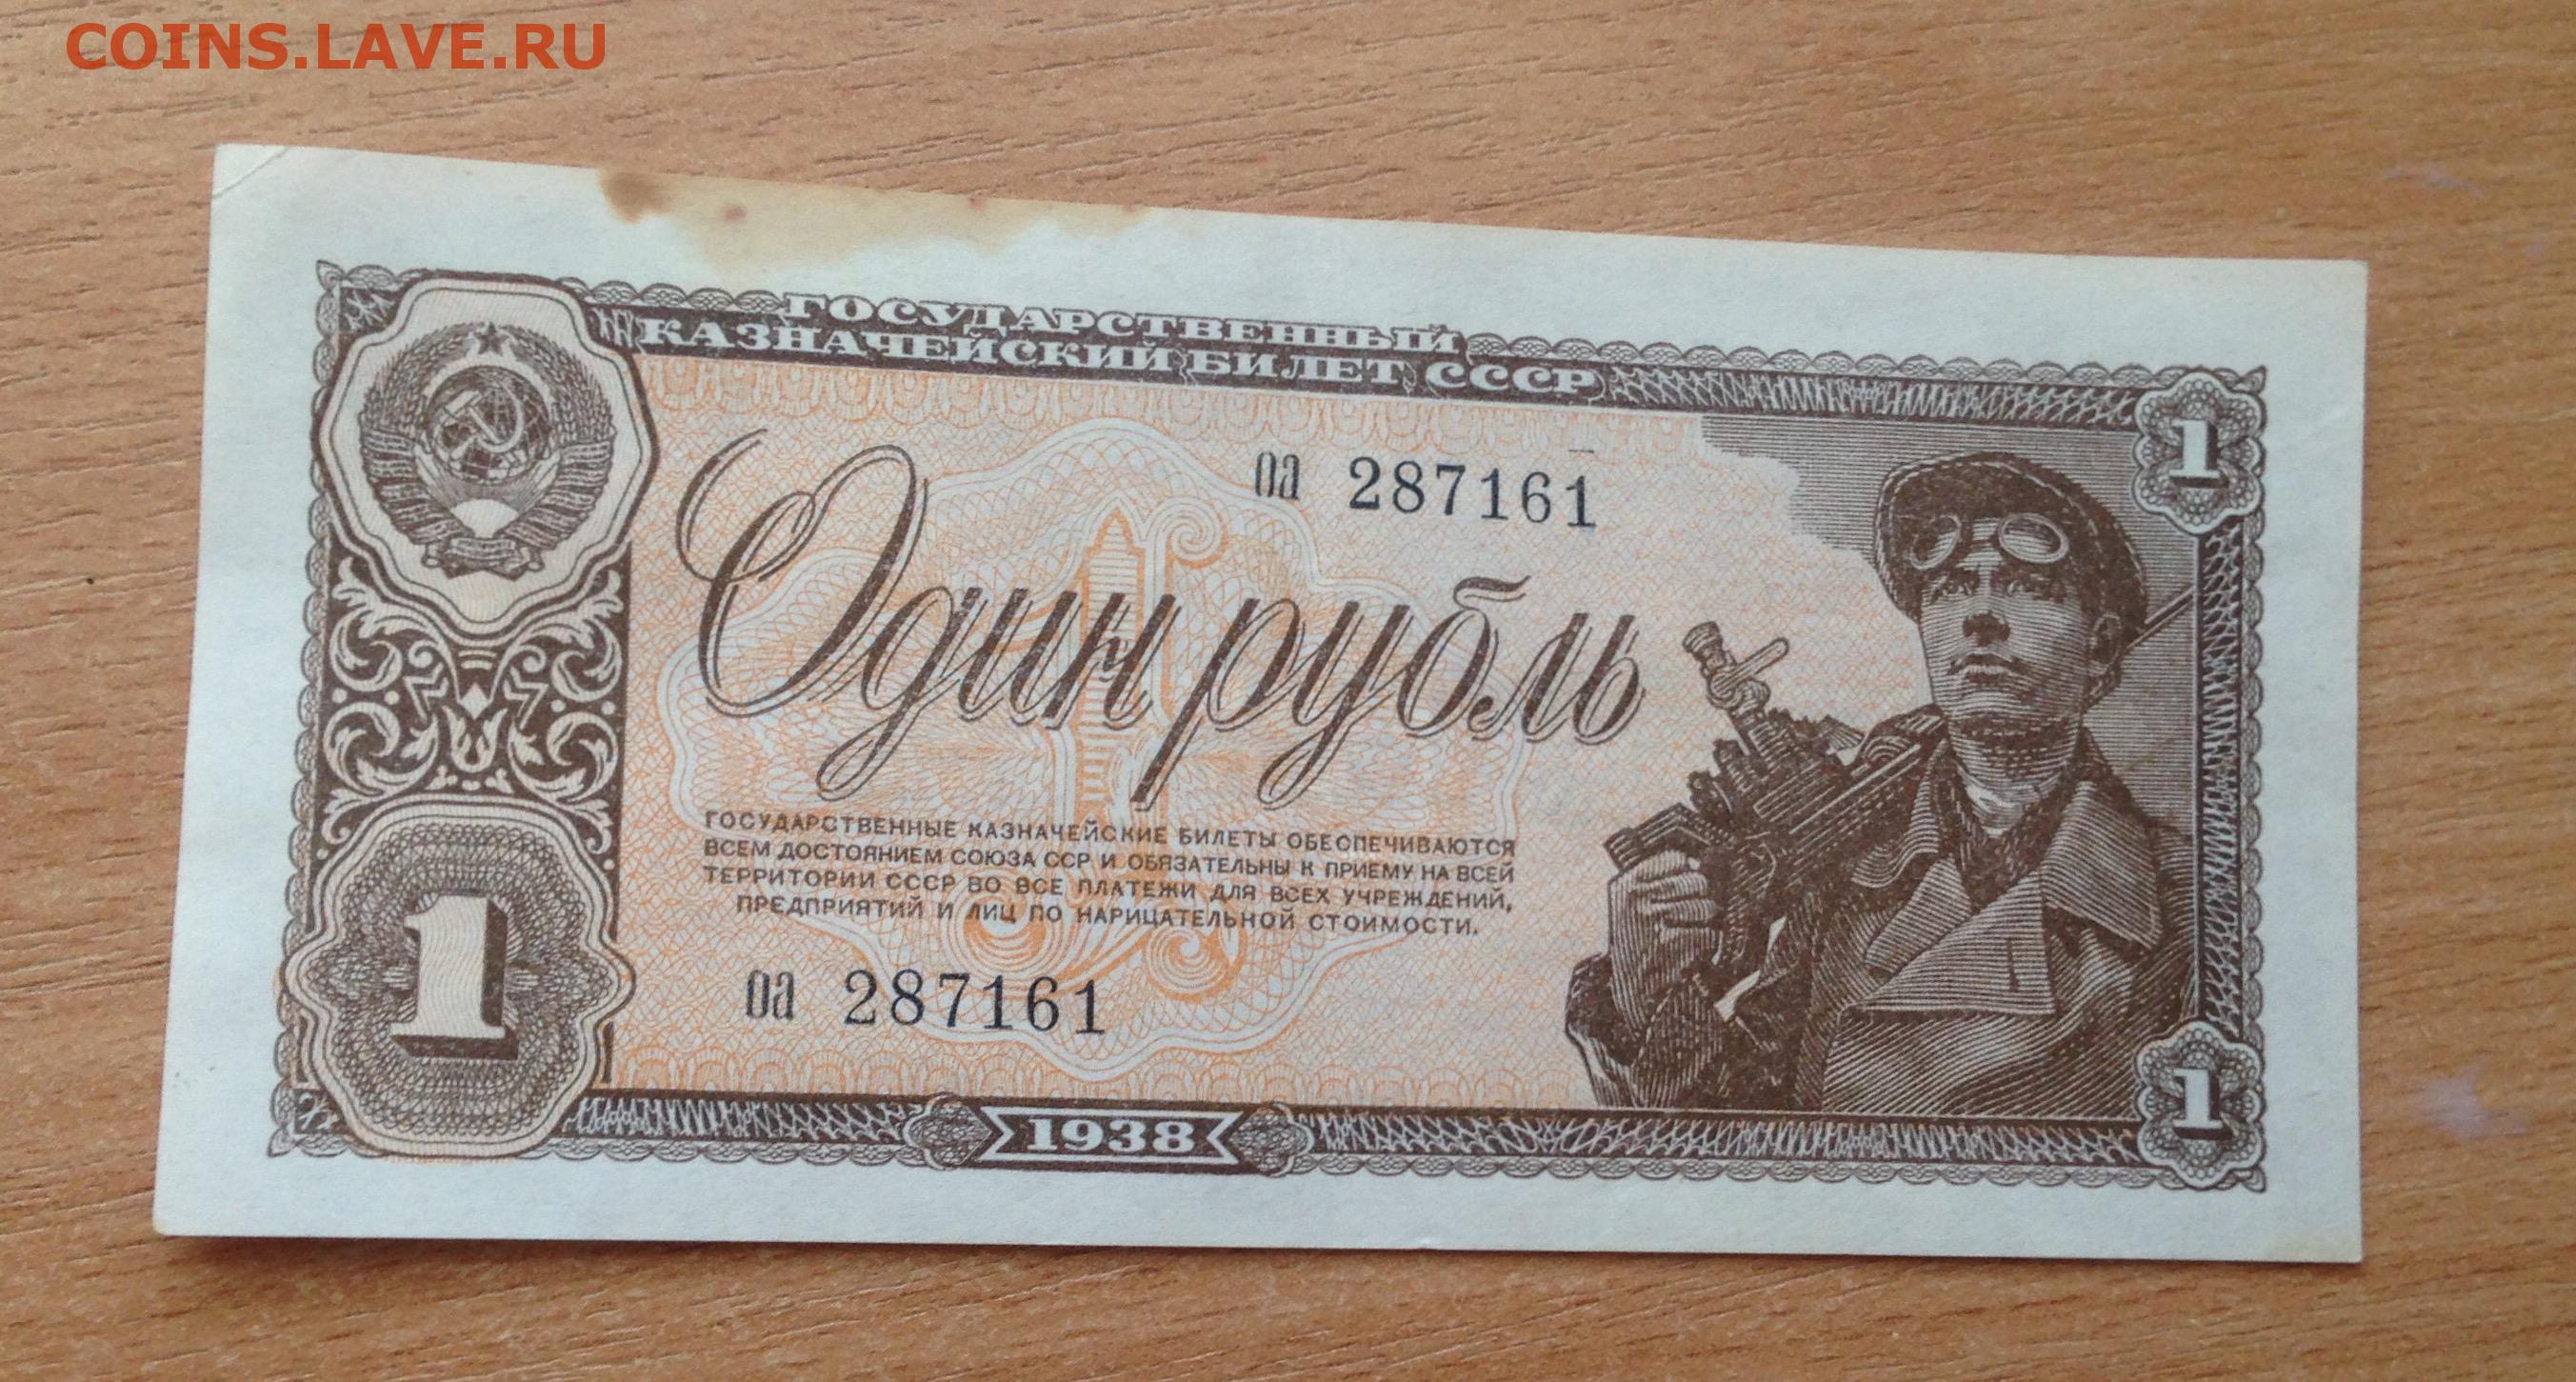 COINS.LAVE.RU
ГОСУДАРСТВЕННЫЙ
КАЗНАЧЕЙСКИЙ БИЛЕТ СССР
1
оа 287161
Один рубль
ГОСУДАРСТВЕННЫЕ КАЗНАЧЕЙСКИЕ БИЛЕТЫ ОБЕСПЕЧИВАЮТСЯ
ВСЕМ ДОСТОЯНИЕМ СОЮЗА ССР И ОБЯЗАТЕЛЬНЫ К ПРИЕМУ НА ВСЕЙ
ТЕРРИТОРИИ СССР ВО ВСЕ ПЛАТЕЖИ ДЛЯ ВСЕХ УЧРЕЖДЕНИЙ,
ПРЕДПРИЯТИЙ И ЛИЦ ПО НАРИЦАТЕЛЬНОЙ СТОИМОСТИ.
1
оа 287161
1
1938